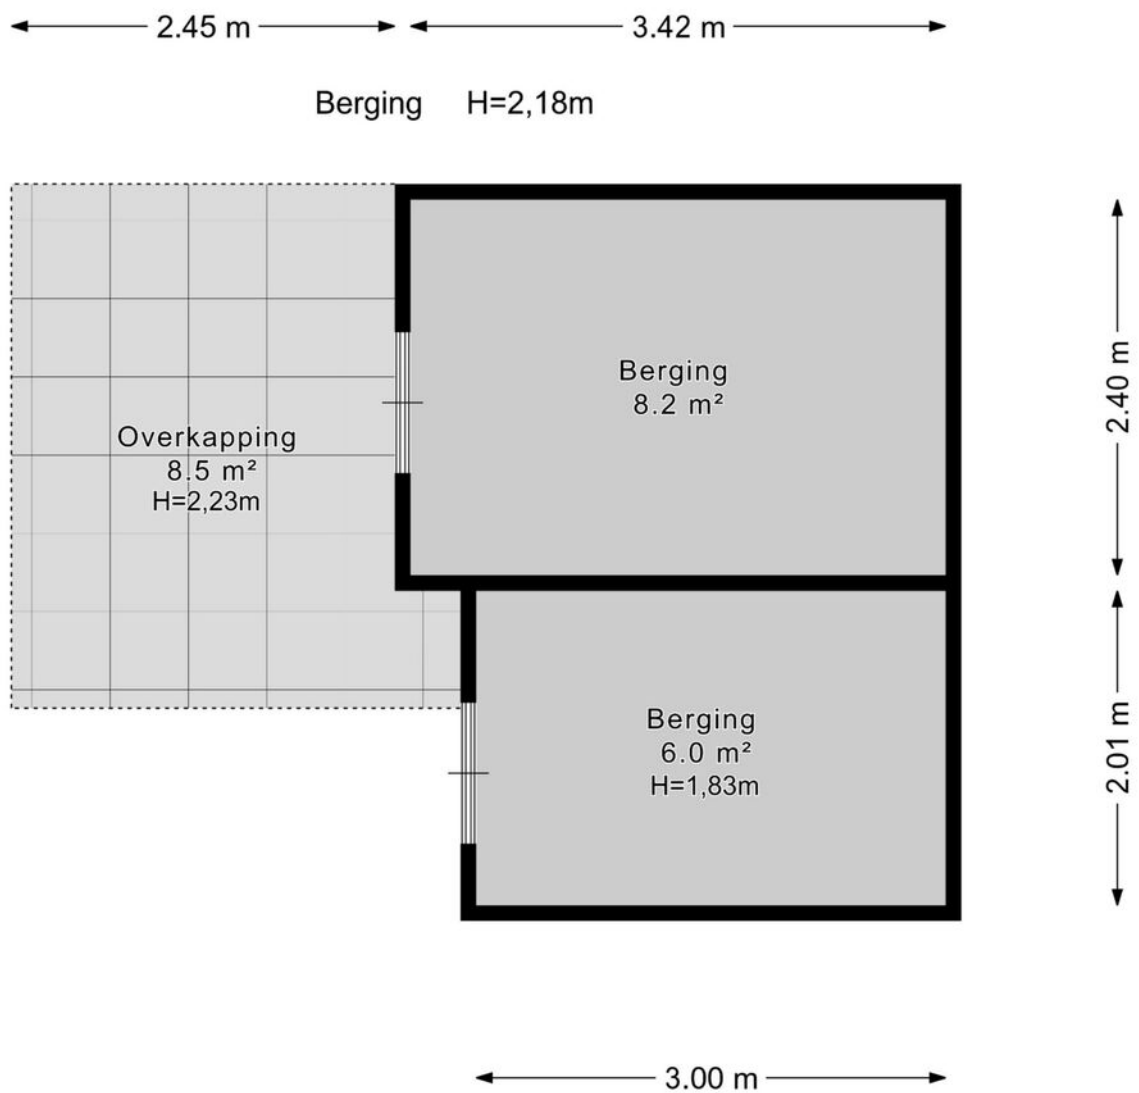 2.45 m
3.42 m
Berging H=2,18m
Berging
8.2 m²
2.40 m
Overkapping
8.5 m²
H=2,23m
Berging
6.0 m²
H=1,83m
2.01 m
3.00 m